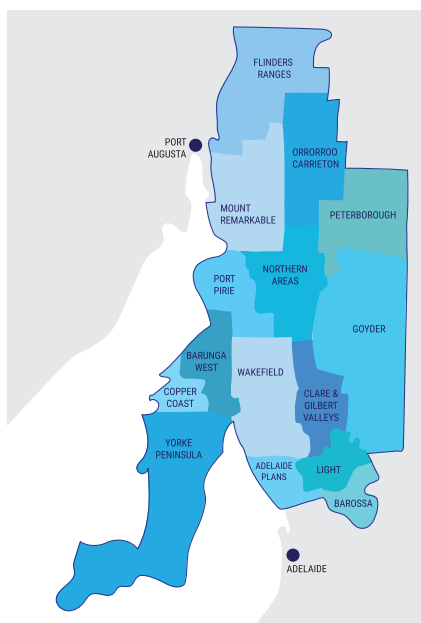 FLINDERS
RANGES
PORT
AUGUSTA
ORRORROO
CARRIETON
MOUNT
REMARKABLE
PETERBOROUGH
PORT
PIRIE
NORTHERN
AREAS
GOYDER
BARUNGA
WEST
WAKEFIELD
COPPER
COAST
CLARE &
GILBERT
VALLEYS
YORKE
PENINSULA
ADELAIDE
PLANS
LIGHT
BAROSSA
ADELAIDE